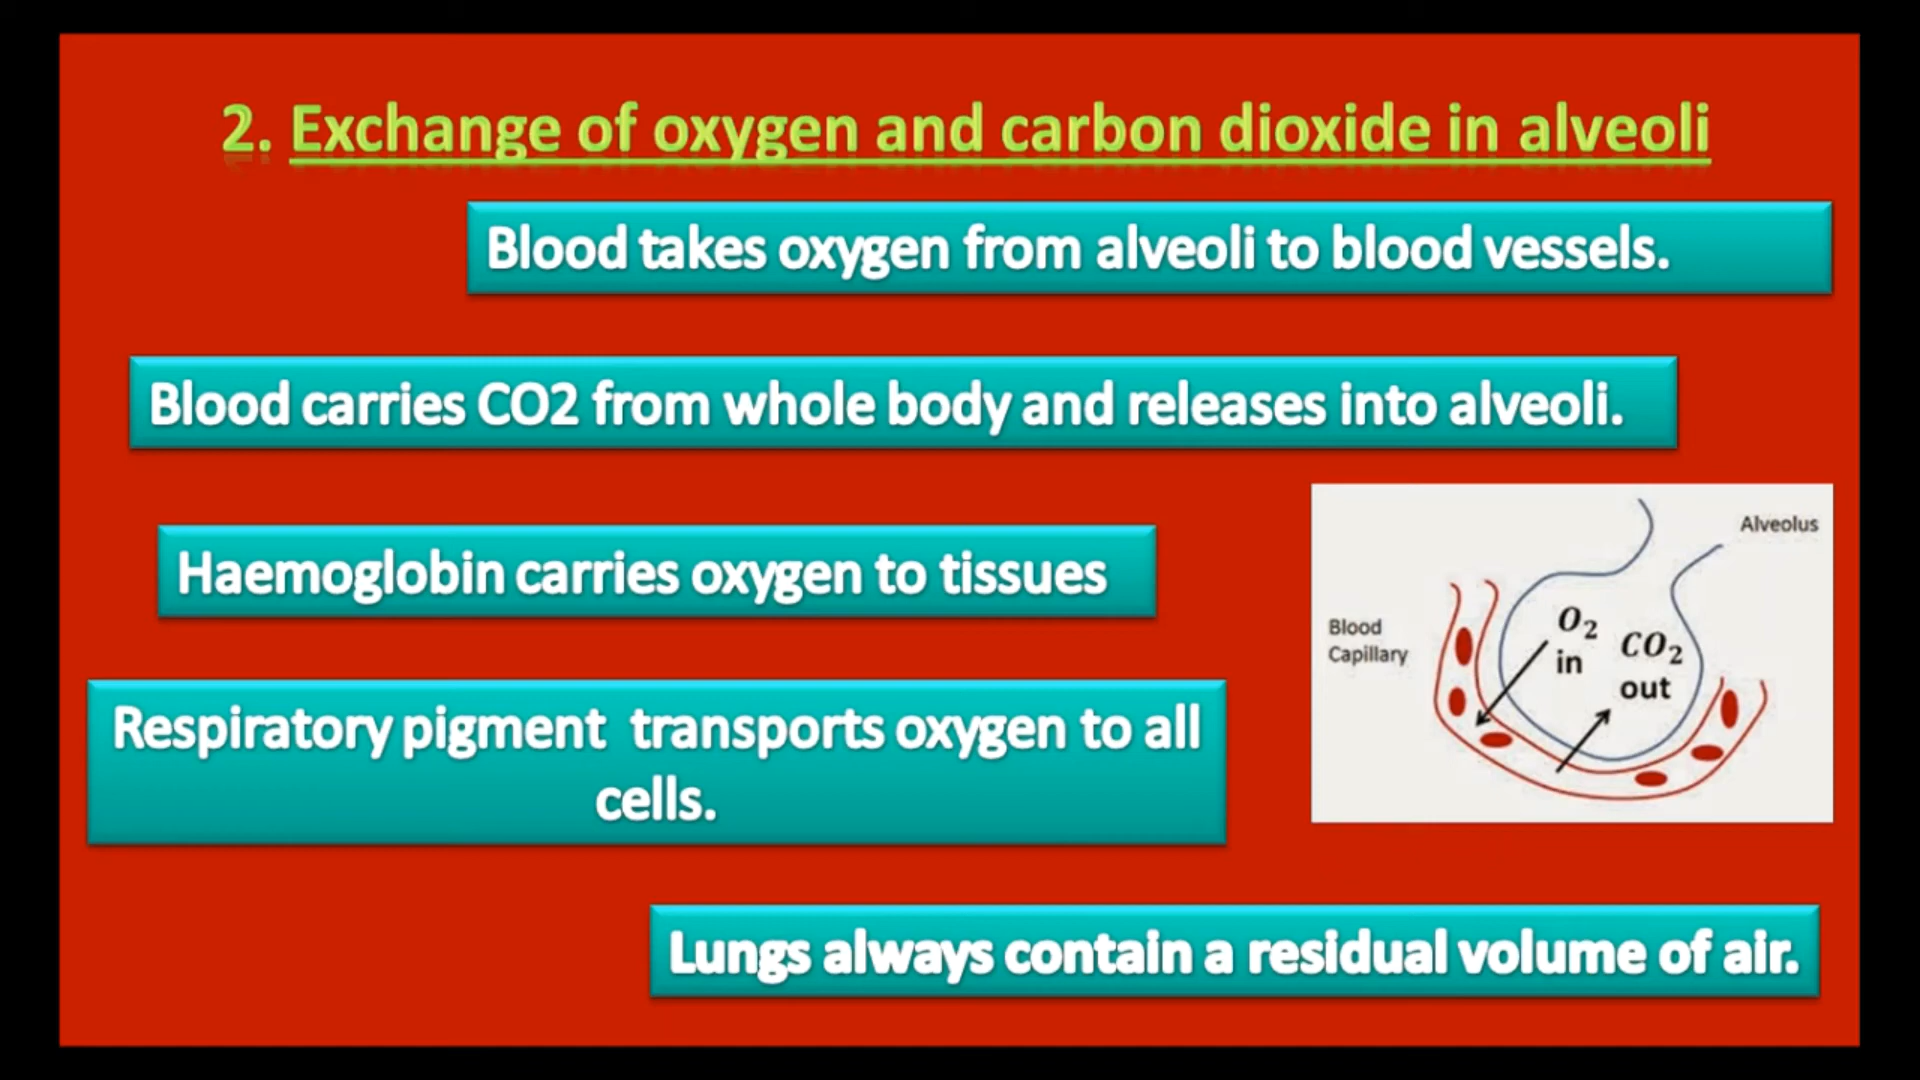 2. Exchange of oxygen and carbon dioxide in alveoli
Blood takes oxygen from alveoli to blood vessels.
Blood carries CO2 from whole body and releases into alveoli.
Haemoglobin carries oxygen to tissues
Respiratory pigment transports oxygen to all
cells.
Alveolus
Blood
Capillary
O₂
in
CO₂
out
Lungs always contain a residual volume of air.